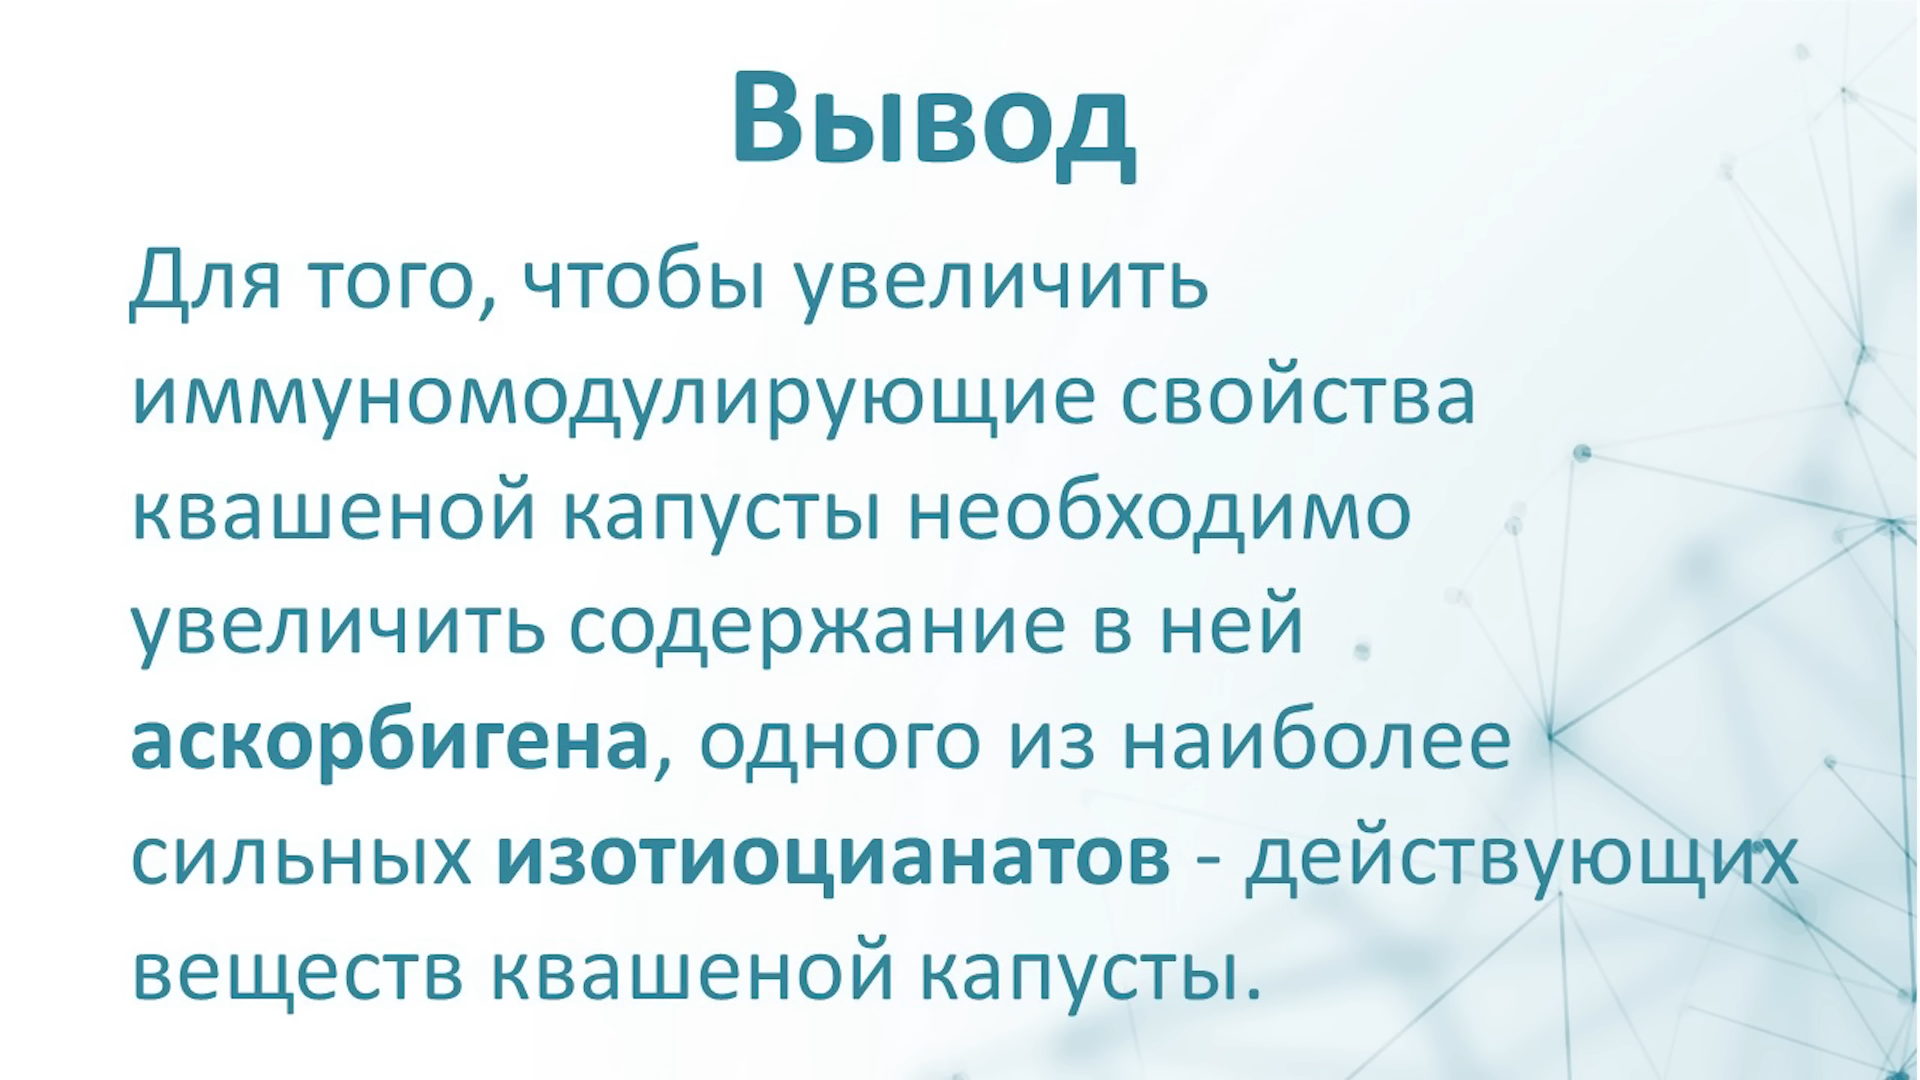 Вывод
Для того, чтобы увеличить
иммуномодулирующие свойства
квашеной капусты необходимо
увеличить содержание в ней
аскорбигена, одного из наиболее
сильных изотиоцианатов - действующих
веществ квашеной капусты.